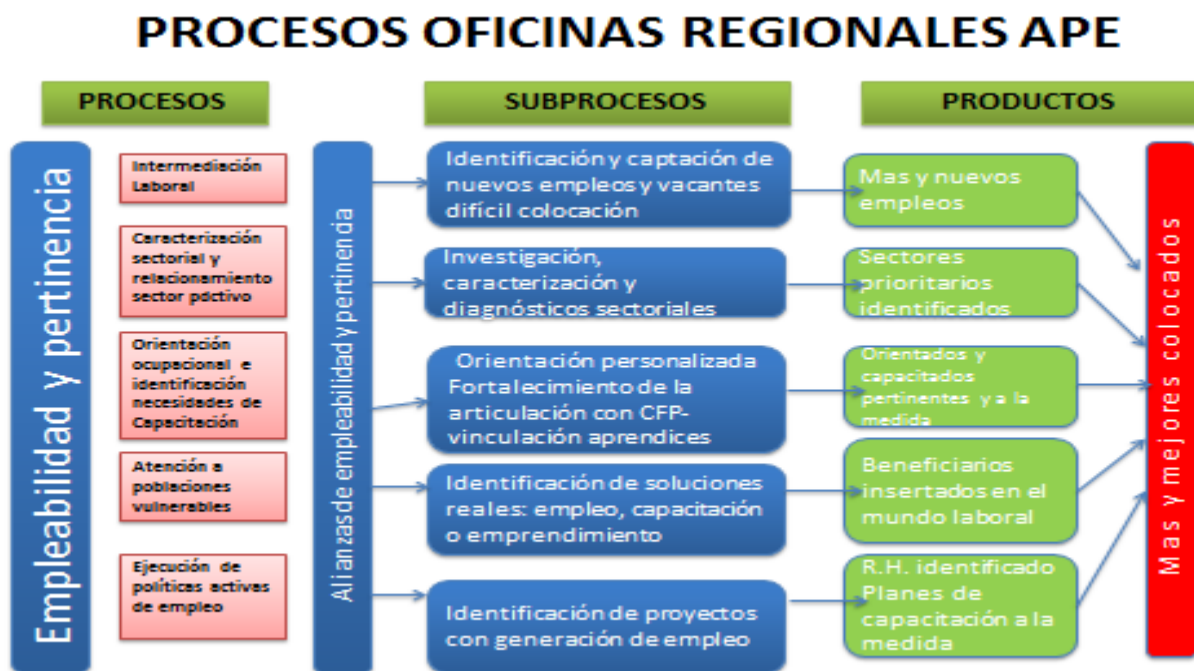 PROCESOS OFICINAS REGIONALES APE
PROCESOS
SUBPROCESOS
PRODUCTOS
Empleabilidad y pertinencia
Intermediación
Laboral
Caracterización
sectorial y
relacionamiento
sector pdctivo
Orientación
ocupacional e
identificación
necesidades de
Capacitación
Atención a
poblaciones
vulnerables
Ejecución de
políticas activas
de empleo
Alianzas de empleabilidad y pertinencia
Identificación y captación de
nuevos empleos y vacantes
difícil colocación
Investigación,
caracterización y
diagnósticos sectoriales
Orientación personalizada
Fortalecimiento de la
articulación con CFP-
vinculación aprendices
Identificación de soluciones
reales: empleo, capacitación
o emprendimiento
Identificación de proyectos
con generación de empleo
Mas y nuevos
empleos
Sectores
prioritarios
identificados
Orientados y
capacitados
pertinentes y a la
medida
Beneficiarios
insertados en el
mundo laboral
R.H. identificado
Planes de
capacitación a la
medida
Mas y mejores colocados